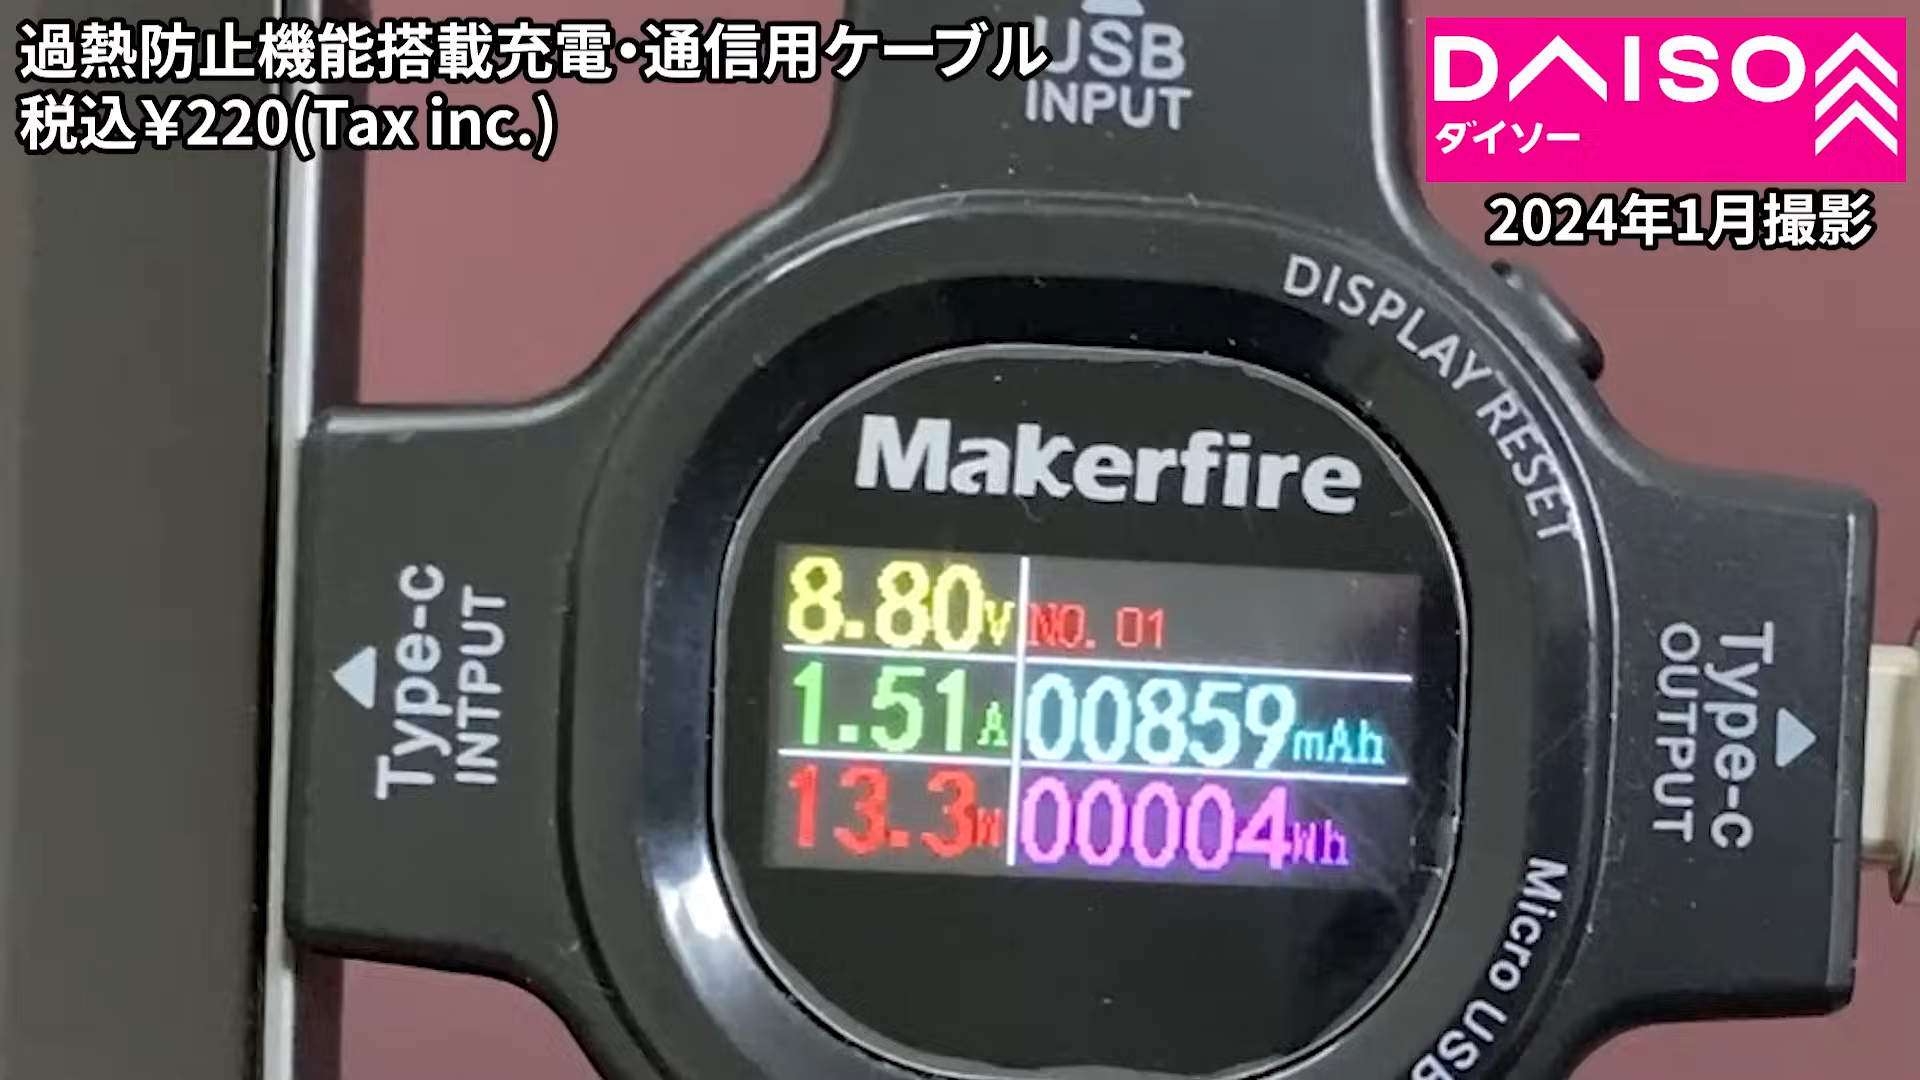 過熱防止機能搭載充電・通信用ケーブル
税込￥220(Tax inc.)
DAISO
ダイソー
2024年1月撮影
USB
INPUT
DISPLAY RESET
Makerfire
8.80V
NO. 01
1.51A
00859mAh
13.3W
00004Wh
Type-c
INTPUT
Type-c
OUTPUT
Micro USB